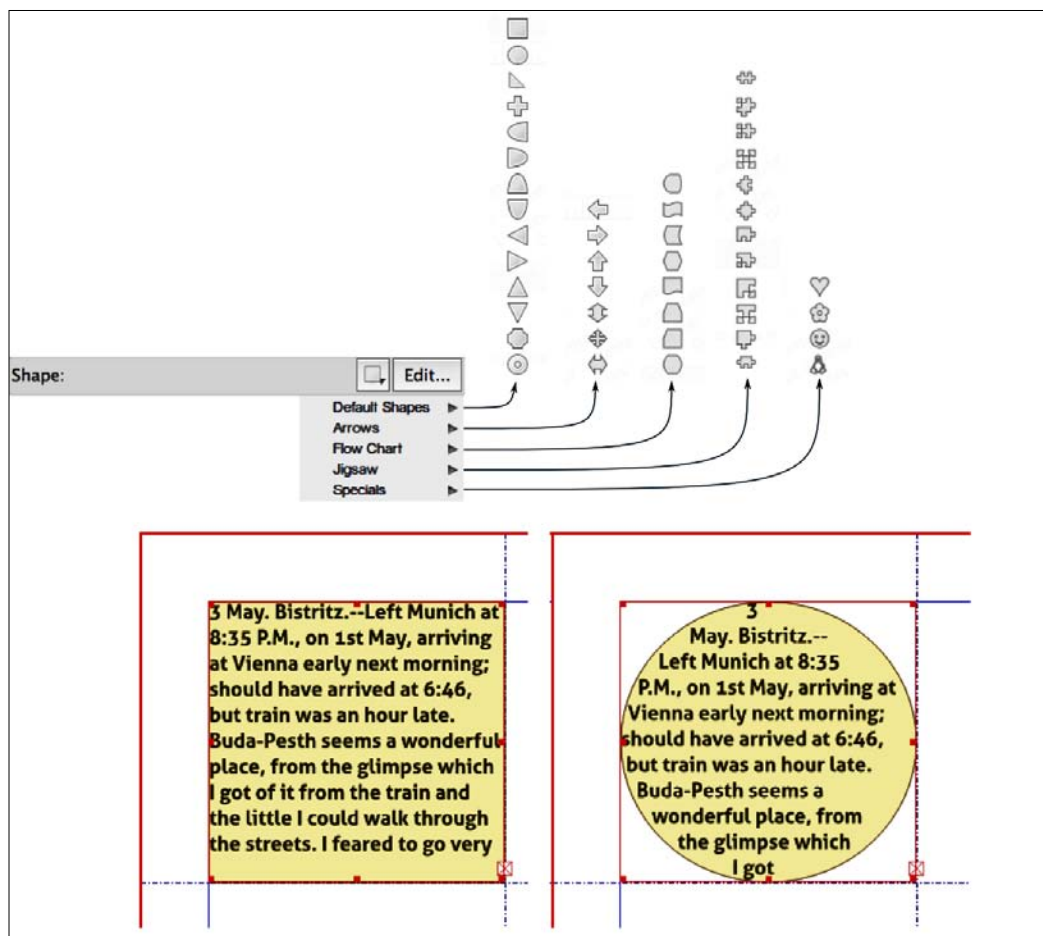 Shape:
Edit...
Default Shapes
Arrows
Flow Chart
Jigsaw
Specials
3 May. Bistritz.--Left Munich at
8:35 P.M., on 1st May, arriving
at Vienna early next morning;
should have arrived at 6:46,
but train was an hour late.
Buda-Pesth seems a wonderful
place, from the glimpse which
I got of it from the train and
the little I could walk through
the streets. I feared to go very
3
May. Bistritz.--
Left Munich at 8:35
P.M., on 1st May, arriving at
Vienna early next morning;
should have arrived at 6:46,
but train was an hour late.
Buda-Pesth seems a
wonderful place, from
the glimpse which
I got